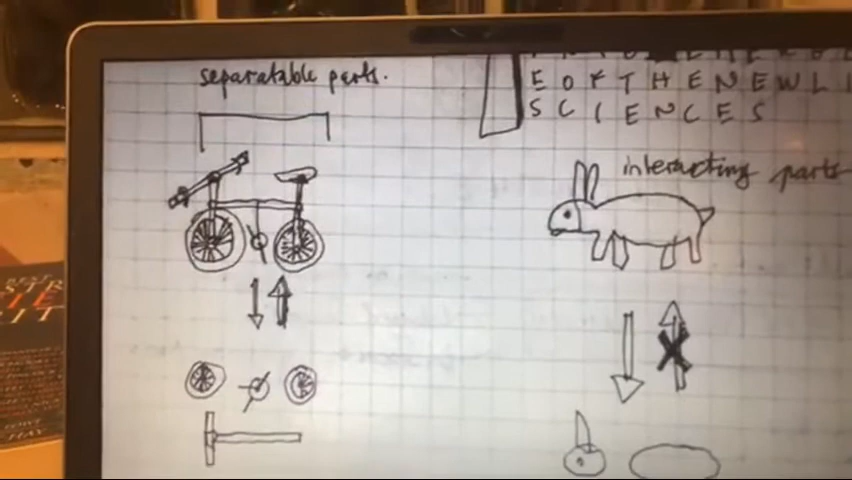 separatable parts.
E O F T H E N E W L I
S C I E N C E S
interacting parts